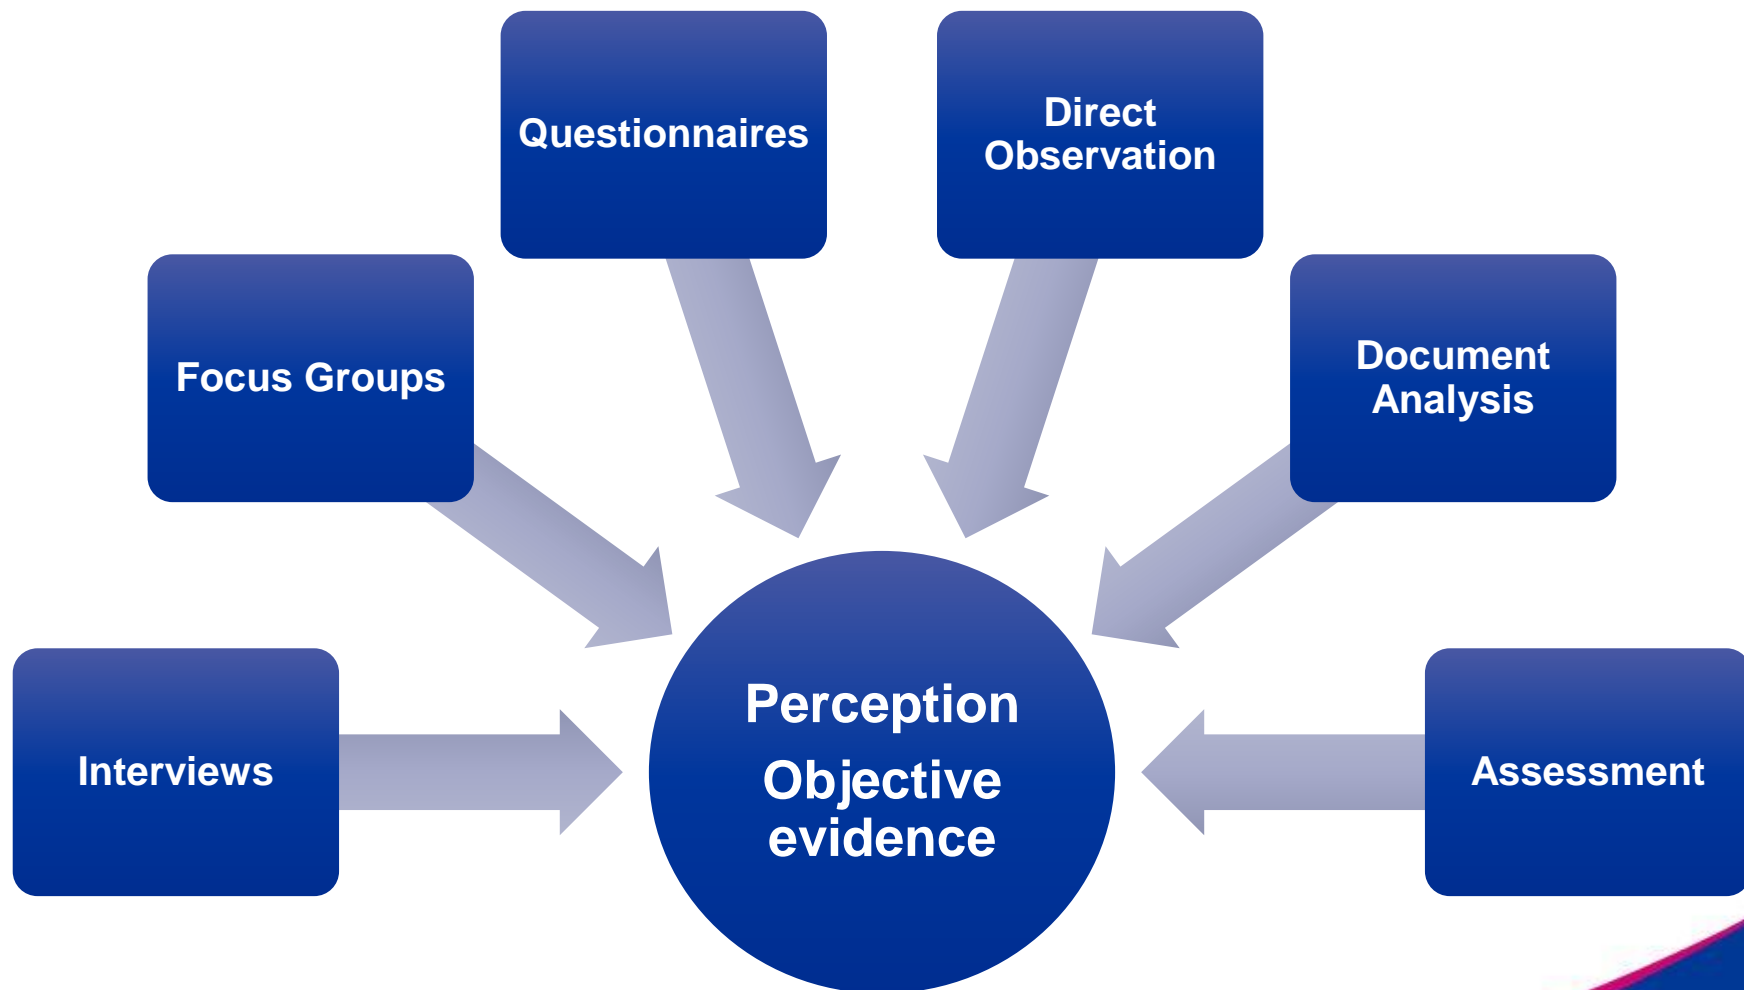 Questionnaires
Direct
Observation
Focus Groups
Document
Analysis
Interviews
Perception
Objective
evidence
Assessment